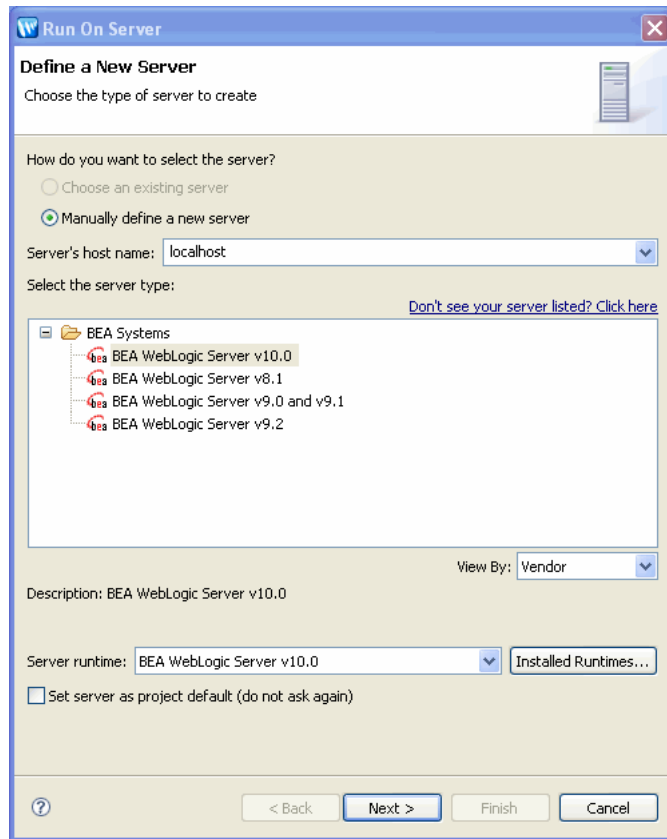 Run On Server
Define a New Server
Choose the type of server to create
How do you want to select the server?
Choose an existing server
Manually define a new server
Server's host name: localhost
Select the server type:
Don't see your server listed? Click here
BEA Systems
bea BEA WebLogic Server v10.0
bea BEA WebLogic Server v8.1
bea BEA WebLogic Server v9.0 and v9.1
bea BEA WebLogic Server v9.2
View By: Vendor
Description: BEA WebLogic Server v10.0
Server runtime: BEA WebLogic Server v10.0 Installed Runtimes...
Set server as project default (do not ask again)
? < Back Next > Finish Cancel